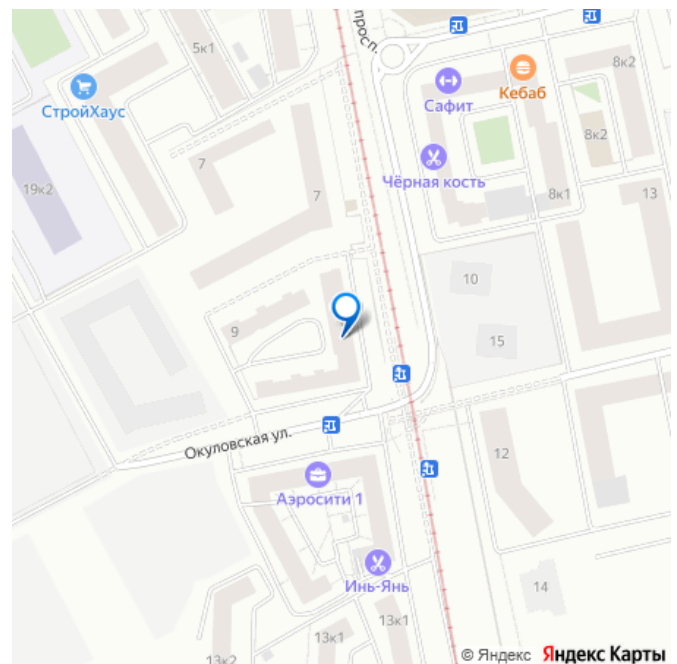 просп.
5к1
СтройХаус
Сафит
Кебаб
8к2
8к2
7
Чёрная кость
19к2
7
8к1
13
10
9
15
Окуловская ул.
12
Аэросити 1
Инь-Янь
14
13к1
13к1
13к2
© Яндекс Яндекс Карты